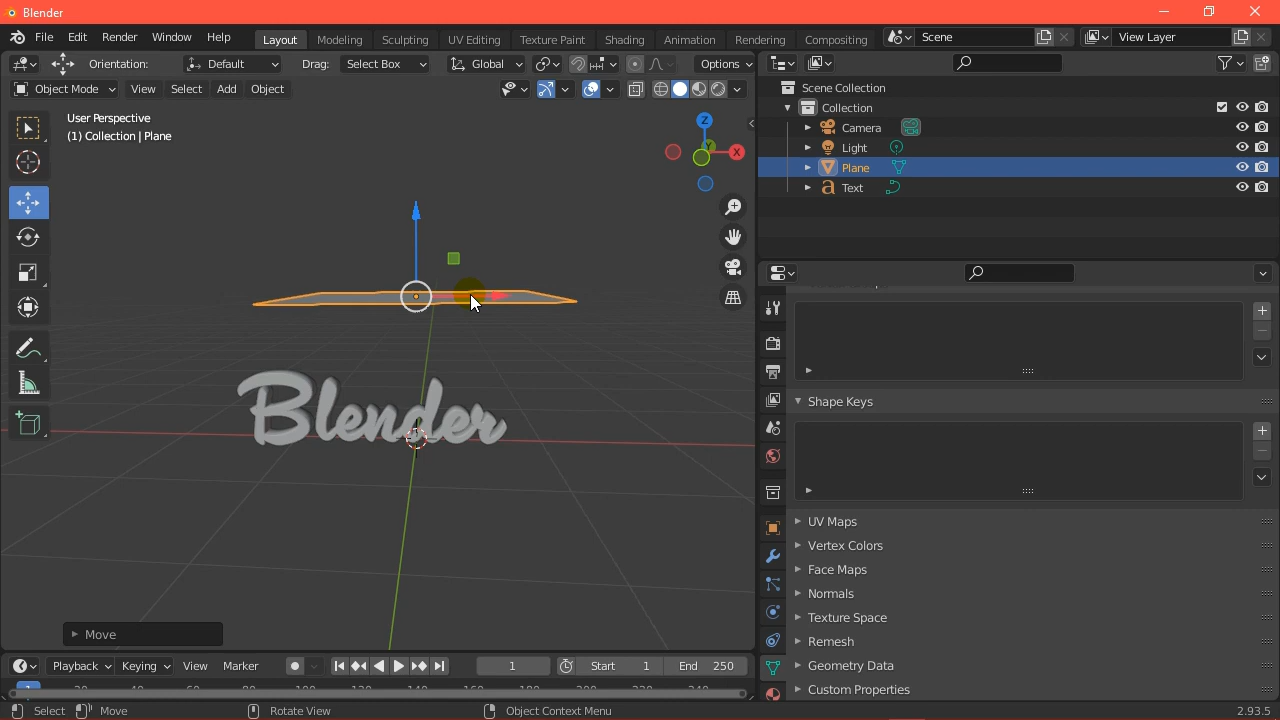 Blender
File Edit Render Window Help Layout Modeling Sculpting UV Editing Texture Paint Shading Animation Rendering Compositing Scene View Layer
Orientation: Default Drag: Select Box Global Options
Object Mode View Select Add Object
User Perspective
(1) Collection | Plane
Z
X
Y
Blender
Move
Scene Collection
Collection
Camera
Light
Plane
Text
Shape Keys
UV Maps
Vertex Colors
Face Maps
Normals
Texture Space
Remesh
Geometry Data
Custom Properties
Playback Keying View Marker 1 Start 1 End 250
Select Move Rotate View Object Context Menu 2.93.5